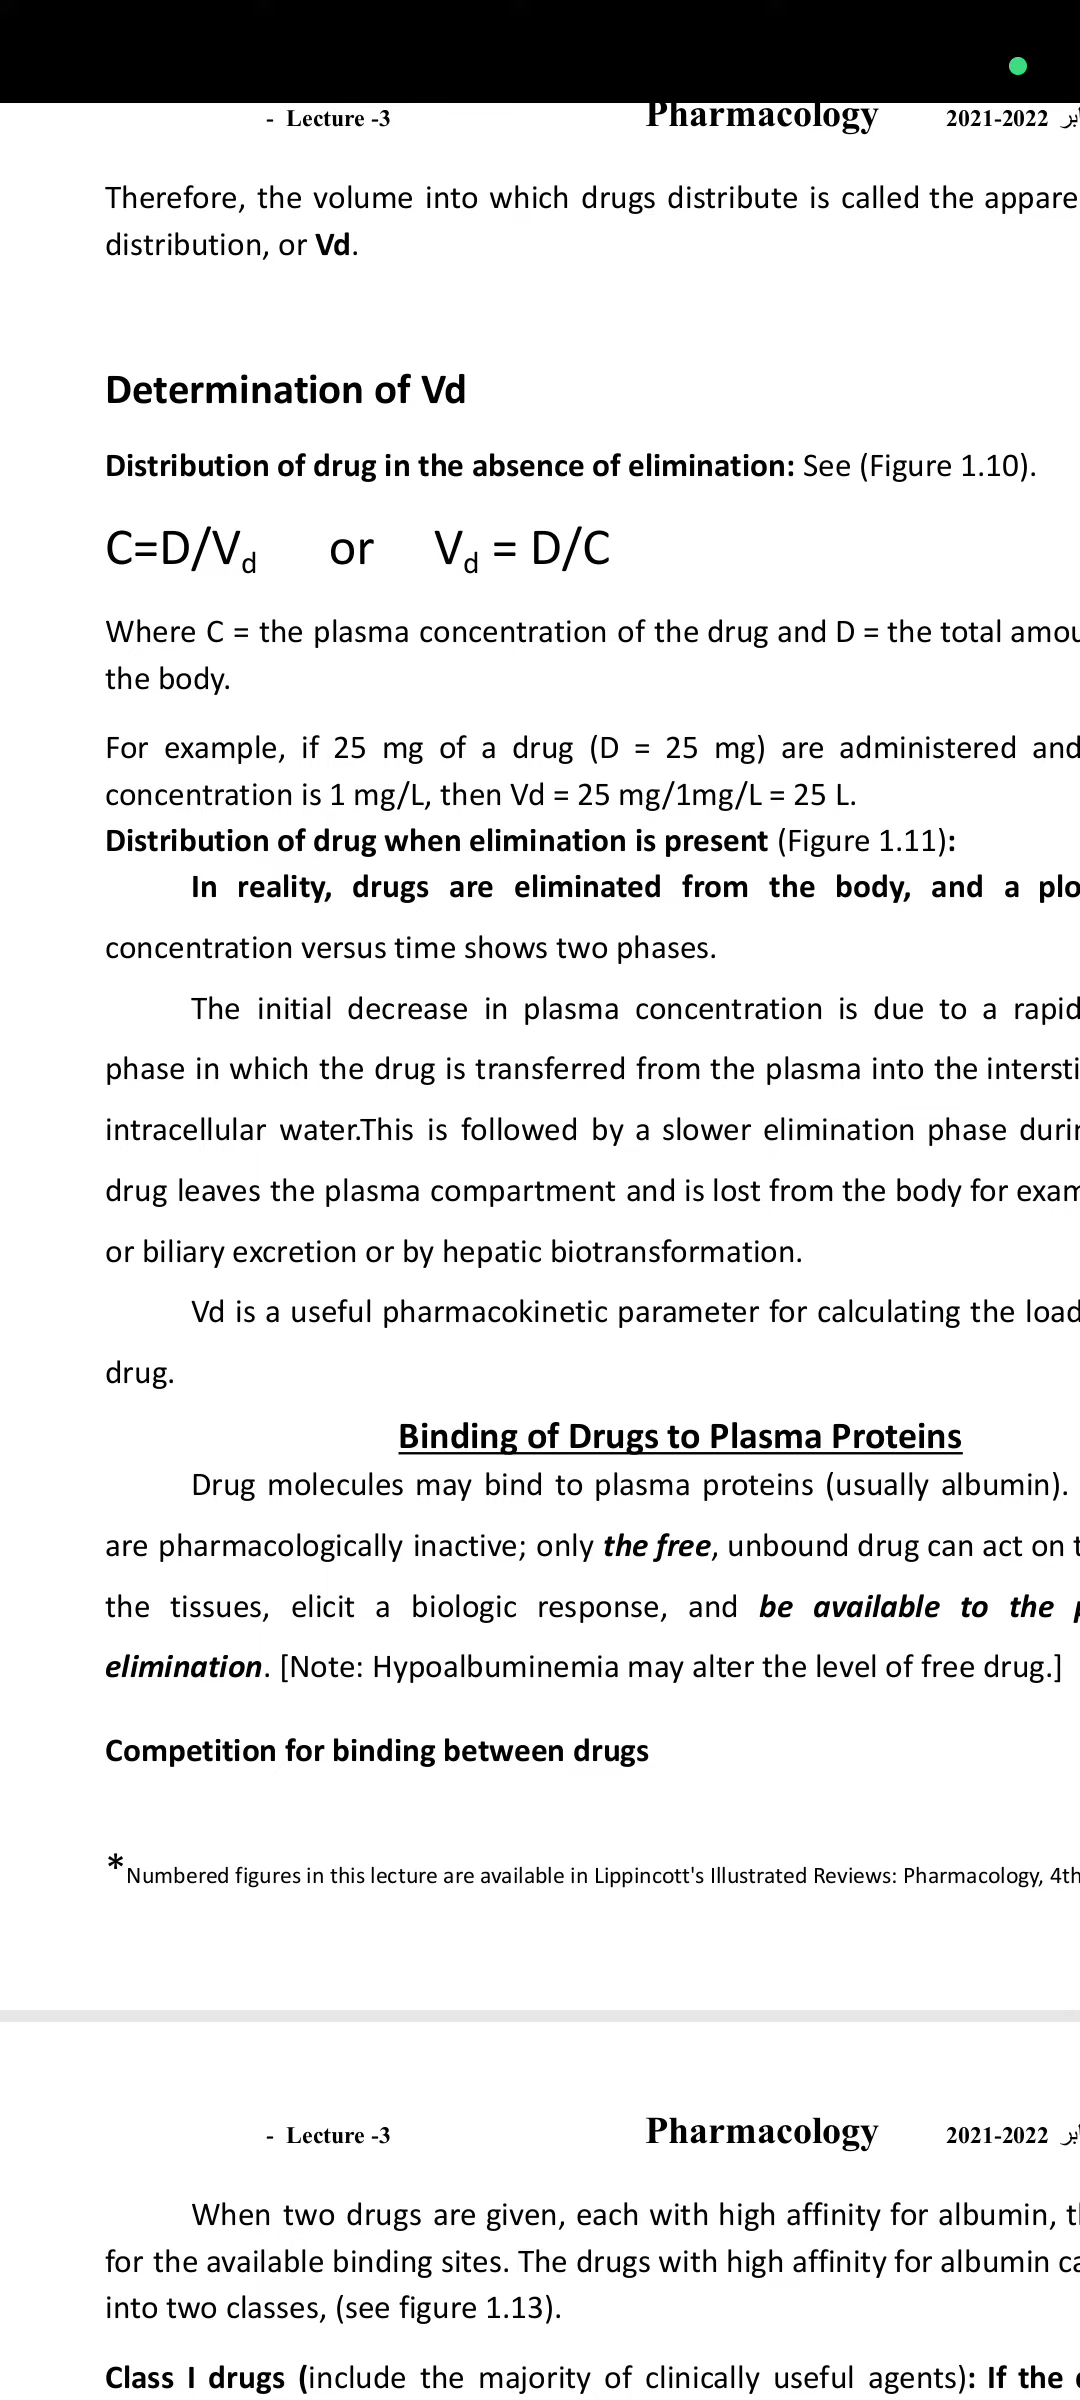 - Lecture -3 Pharmacology 2021-2022
Therefore, the volume into which drugs distribute is called the
distribution, or Vd.
Determination of Vd
Distribution of drug in the absence of elimination: See (Figure 1.10).
C=D/Vd or Vd = D/C
Where C = the plasma concentration of the drug and D = the total
the body.
For example, if 25 mg of a drug (D = 25 mg) are administered and
concentration is 1 mg/L, then Vd = 25 mg/1mg/L = 25 L.
Distribution of drug when elimination is present (Figure 1.11):
In reality, drugs are eliminated from the body, and a
concentration versus time shows two phases.
The initial decrease in plasma concentration is due to a rapid
phase in which the drug is transferred from the plasma into the
intracellular water.This is followed by a slower elimination phase
drug leaves the plasma compartment and is lost from the body for
or biliary excretion or by hepatic biotransformation.
Vd is a useful pharmacokinetic parameter for calculating the
drug.
Binding of Drugs to Plasma Proteins
Drug molecules may bind to plasma proteins (usually albumin).
are pharmacologically inactive; only the free, unbound drug can act on
the tissues, elicit a biologic response, and be available to the
elimination. [Note: Hypoalbuminemia may alter the level of free drug.]
Competition for binding between drugs
*Numbered figures in this lecture are available in Lippincott's Illustrated Reviews: Pharmacology, 4th
- Lecture -3 Pharmacology 2021-2022
When two drugs are given, each with high affinity for albumin,
for the available binding sites. The drugs with high affinity for albumin
into two classes, (see figure 1.13).
Class I drugs (include the majority of clinically useful agents): If the